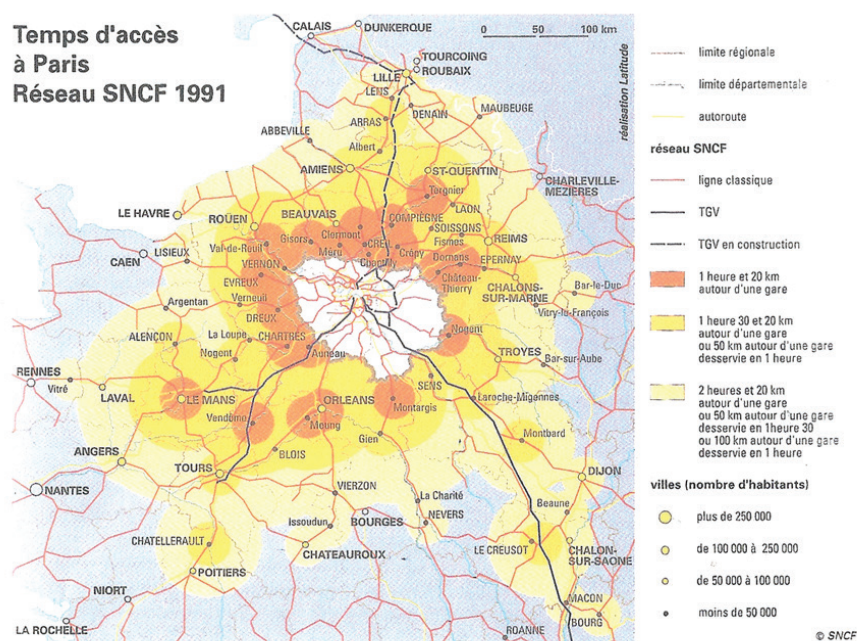 Temps d'accès
à Paris
Réseau SNCF 1991
0 50 100 km
réalisation Latitude
CALAIS
DUNKERQUE
TOURCOING
ROUBAIX
LILLE
LENS
DENAIN
MAUBEUGE
ARRAS
ABBEVILLE
Albert
AMIENS
ST-QUENTIN
CHARLEVILLE-
MEZIERES
Tergnier
LE HAVRE
BEAUVAIS
COMPIÈGNE
LAON
ROUEN
Clermont
SOISSONS
Val-de-Reuil
Gisors
CREIL
Fismes
REIMS
CAEN
LISIEUX
Méru
Crépy
VERNON
Chantilly
Dormans
EPERNAY
EVREUX
Château-
Thierry
CHALONS-
SUR-MARNE
Bar-le-Duc
Argentan
Verneuil
Vitry-le-François
DREUX
ALENÇON
La Loupe
CHARTRES
Nogent
Nogent
Auneau
TROYES
Bar-sur-Aube
RENNES
Vitré
LAVAL
LE MANS
SENS
ORLEANS
Laroche-Migennes
Vendôme
Meung
Montargis
Montbard
ANGERS
BLOIS
Gien
TOURS
DIJON
NANTES
VIERZON
La Charité
Beaune
Issoudun
BOURGES
NEVERS
CHATELLERAULT
LE CREUSOT
CHALON-
SUR-SAONE
CHATEAUROUX
POITIERS
NIORT
MACON
LA ROCHELLE
BOURG
ROANNE
limite régionale
limite départementale
autoroute
réseau SNCF
ligne classique
TGV
TGV en construction
1 heure et 20 km
autour d'une gare
1 heure 30 et 20 km
autour d'une gare
ou 50 km autour d'une gare
desservie en 1 heure
2 heures et 20 km
autour d'une gare
ou 50 km autour d'une gare
desservie en 1heure 30
ou 100 km autour d'une gare
desservie en 1 heure
villes (nombre d'habitants)
plus de 250 000
de 100 000 à 250 000
de 50 000 à 100 000
moins de 50 000
© SNCF